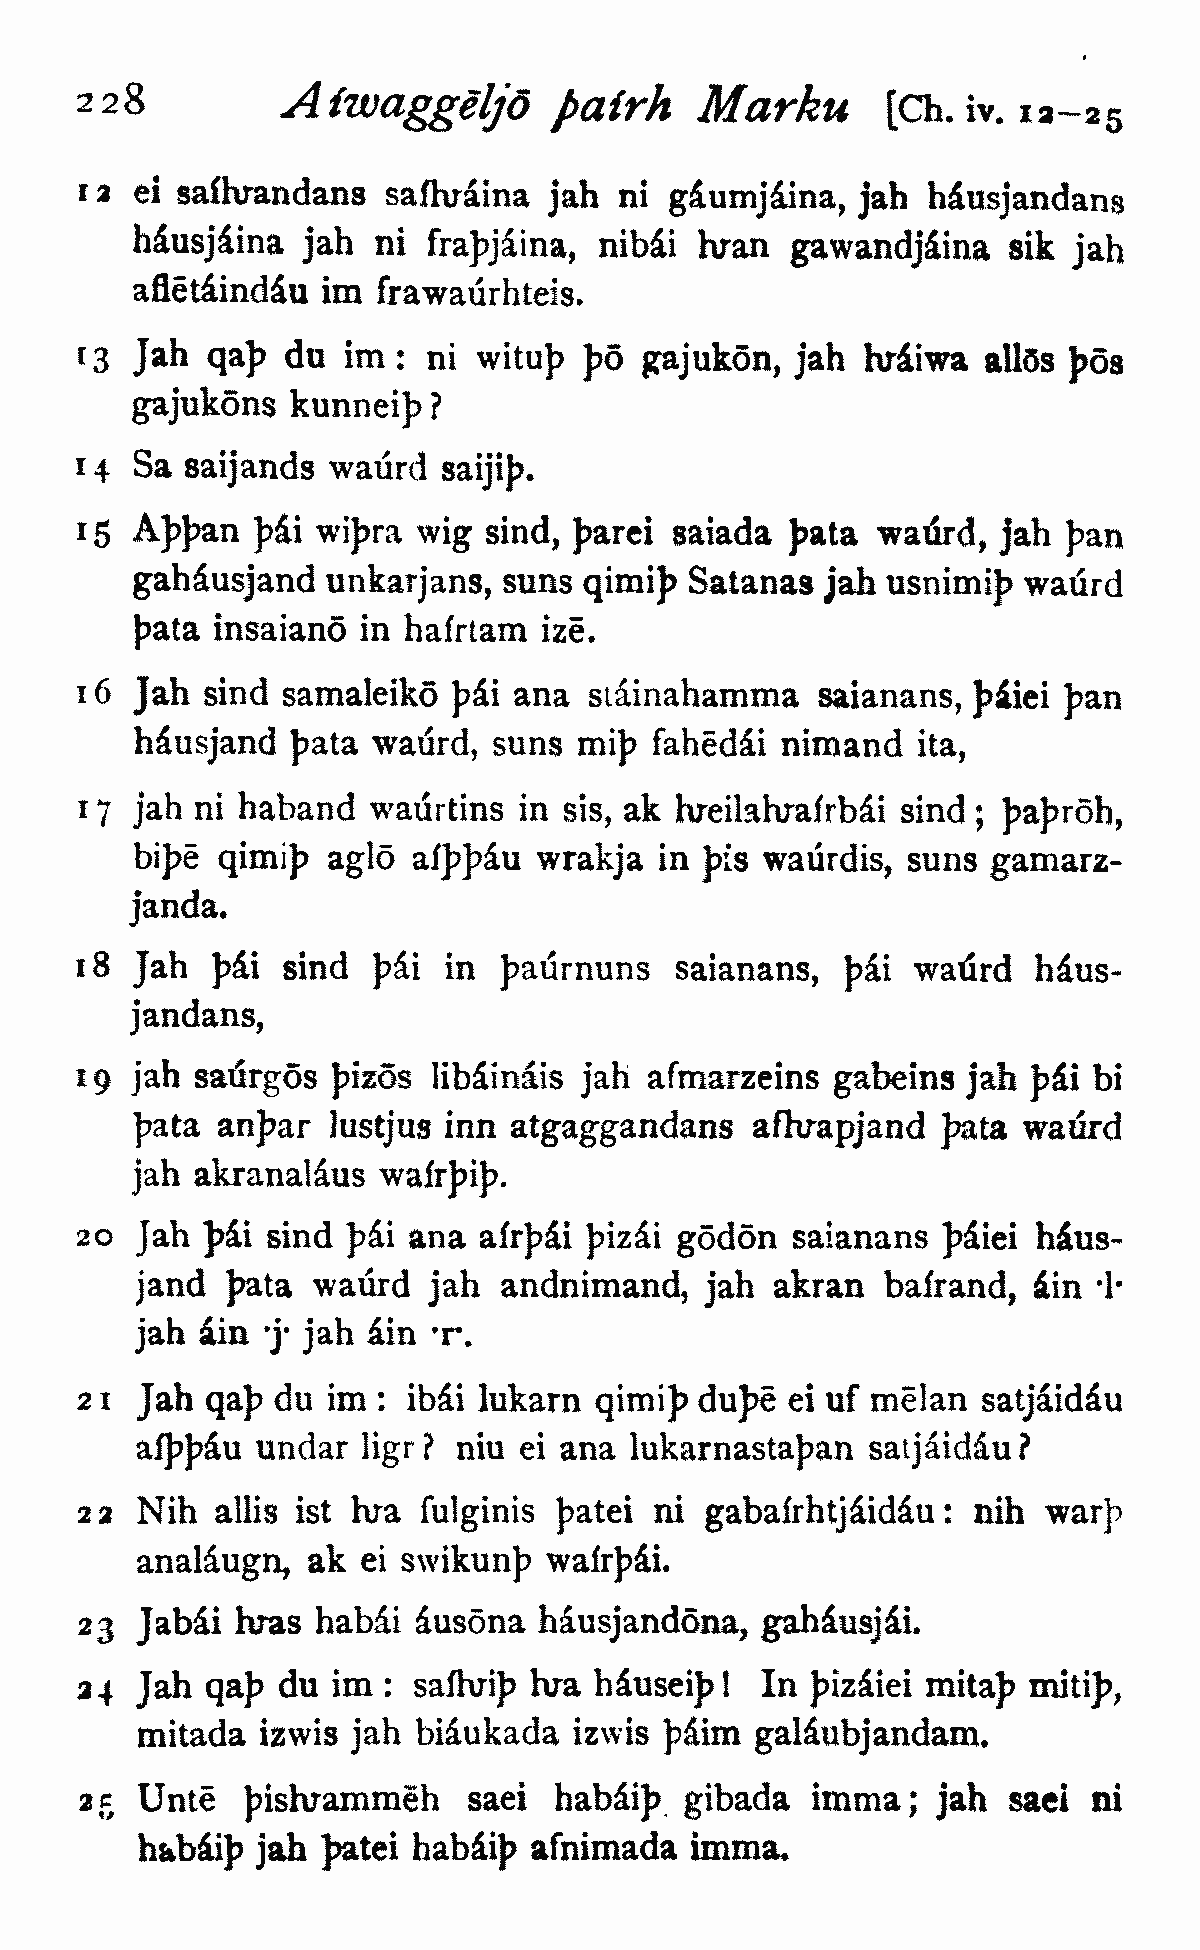 228 Aíwaggēljō þaírh Marku [Ch. iv. 12–25
12 ei saíƕandans saíƕáina jah ni gáumjáina, jah háusjandans
háusjáina jah ni fraþjáina, nibái ƕan gawandjáina sik jah
aflētáindáu im frawaúrhteis.
13 Jah qaþ du im : ni wituþ þō gajukōn, jah ƕáiwa allōs þōs
gajukōns kunneiþ?
14 Sa saijands waúrd saijiþ.
15 Aþþan þái wiþra wig sind, þarei saiada þata waúrd, jah þan
gaháusjand unkarjans, suns qimiþ Satanas jah usnimiþ waúrd
þata insaianō in haírtam izē.
16 Jah sind samaleikō þái ana stáinahamma saianans, þáiei þan
háusjand þata waúrd, suns miþ fahēdái nimand ita,
17 jah ni haband waúrtins in sis, ak ƕeilaƕaírbái sind; þaþrōh,
biþē qimiþ aglō aíþþáu wrakja in þis waúrdis, suns gamarz-
janda.
18 Jah þái sind þái in þaúrnuns saianans, þái waúrd háus-
jandans,
19 jah saúrgōs þizōs libáináis jah afmarzeins gabeins jah þái bi
þata anþar lustjus inn atgaggandans afƕapjand þata waúrd
jah akranaláus waírþiþ.
20 Jah þái sind þái ana aírþái þizái gōdōn saianans þáiei háus-
jand þata waúrd jah andnimand, jah akran baírand, áin ·l·
jah áin ·j· jah áin ·r·.
21 Jah qaþ du im : ibái lukarn qimiþ duþē ei uf mēlan satjáidáu
aíþþáu undar ligr? niu ei ana lukarnastaþan satjáidáu?
22 Nih allis ist ƕa fulginis þatei ni gabaírhtjáidáu : nih warþ
analáugn, ak ei swikunþ waírþái.
23 Jabái ƕas habái áusōna háusjandōna, gaháusjái.
24 Jah qaþ du im : saíƕiþ ƕa háuseiþ! In þizáiei mitaþ mitiþ,
mitada izwis jah biáukada izwis þáim galáubjandam.
25 Untē þisƕammēh saei habáiþ gibada imma; jah saei ni
habáiþ jah þatei habáiþ afnimada imma.